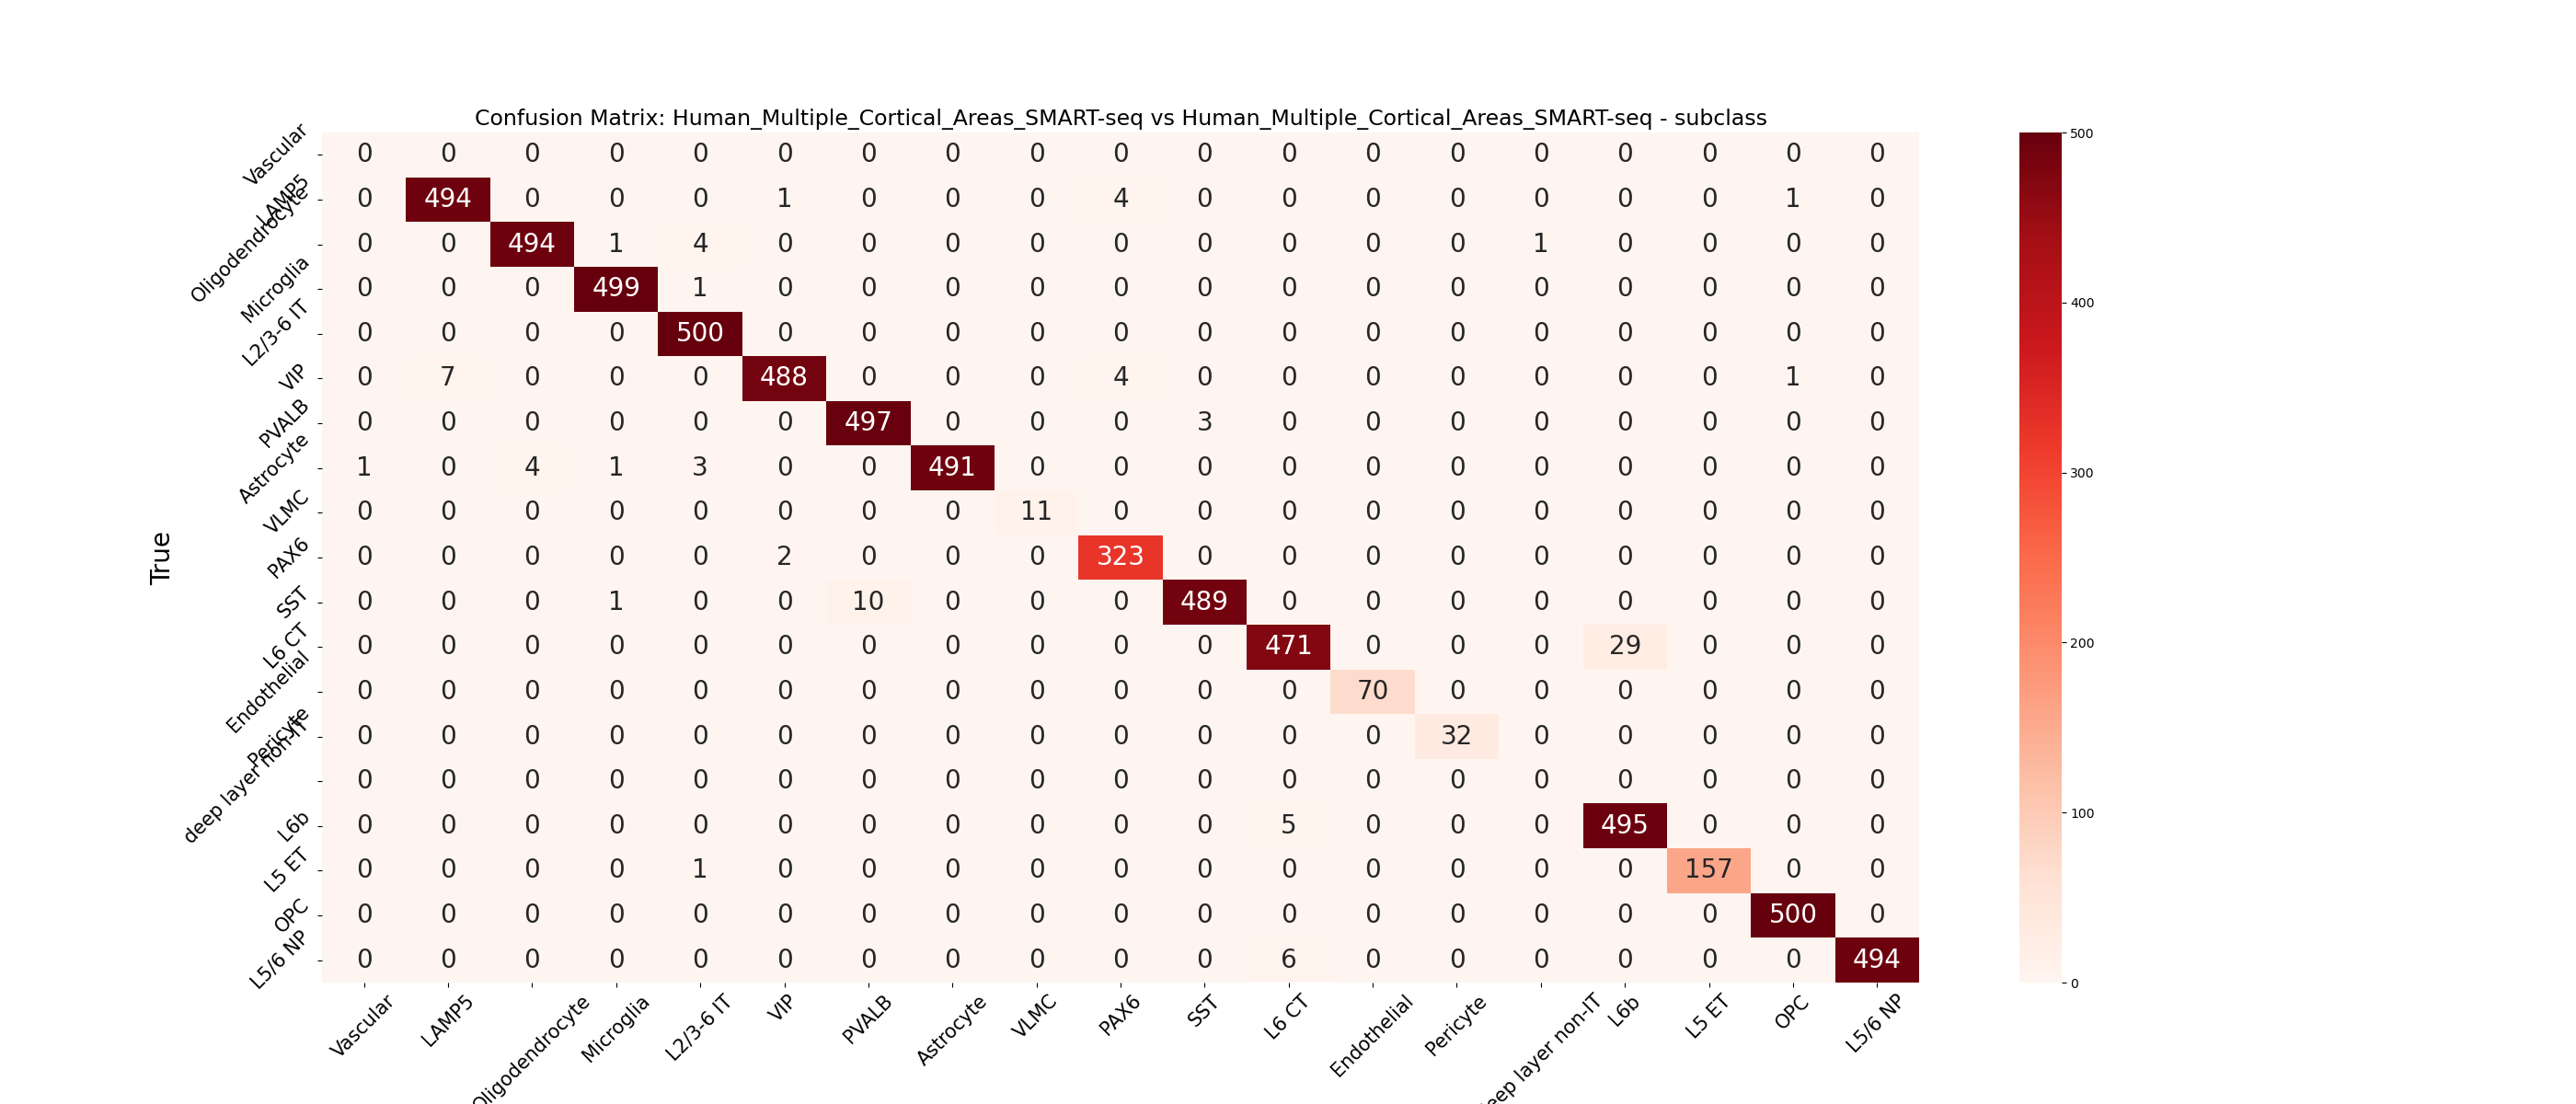 Confusion Matrix: Human_Multiple_Cortical_Areas_SMART-seq vs Human_Multiple_Cortical_Areas_SMART-seq - subclass
True
Vascular 0 0 0 0 0 0 0 0 0 0 0 0 0 0 0 0 0 0 0
LAMP5 0 494 0 0 0 1 0 0 0 4 0 0 0 0 0 0 0 1 0
Oligodendrocyte 0 0 494 1 4 0 0 0 0 0 0 0 0 0 1 0 0 0 0
Microglia 0 0 0 499 1 0 0 0 0 0 0 0 0 0 0 0 0 0 0
L2/3-6 IT 0 0 0 0 500 0 0 0 0 0 0 0 0 0 0 0 0 0 0
VIP 0 7 0 0 0 488 0 0 0 4 0 0 0 0 0 0 0 1 0
PVALB 0 0 0 0 0 0 497 0 0 0 3 0 0 0 0 0 0 0 0
Astrocyte 1 0 4 1 3 0 0 491 0 0 0 0 0 0 0 0 0 0 0
VLMC 0 0 0 0 0 0 0 0 11 0 0 0 0 0 0 0 0 0 0
PAX6 0 0 0 0 0 2 0 0 0 323 0 0 0 0 0 0 0 0 0
SST 0 0 0 1 0 0 10 0 0 0 489 0 0 0 0 0 0 0 0
L6 CT 0 0 0 0 0 0 0 0 0 0 0 471 0 0 0 29 0 0 0
Endothelial 0 0 0 0 0 0 0 0 0 0 0 0 70 0 0 0 0 0 0
Pericyte 0 0 0 0 0 0 0 0 0 0 0 0 0 32 0 0 0 0 0
deep layer non-IT 0 0 0 0 0 0 0 0 0 0 0 0 0 0 0 0 0 0 0
L6b 0 0 0 0 0 0 0 0 0 0 0 5 0 0 0 495 0 0 0
L5 ET 0 0 0 0 1 0 0 0 0 0 0 0 0 0 0 0 157 0 0
OPC 0 0 0 0 0 0 0 0 0 0 0 0 0 0 0 0 0 500 0
L5/6 NP 0 0 0 0 0 0 0 0 0 0 0 6 0 0 0 0 0 0 494
Vascular LAMP5 Oligodendrocyte Microglia L2/3-6 IT VIP PVALB Astrocyte VLMC PAX6 SST L6 CT Endothelial Pericyte deep layer non-IT L6b L5 ET OPC L5/6 NP
500
400
300
200
100
0